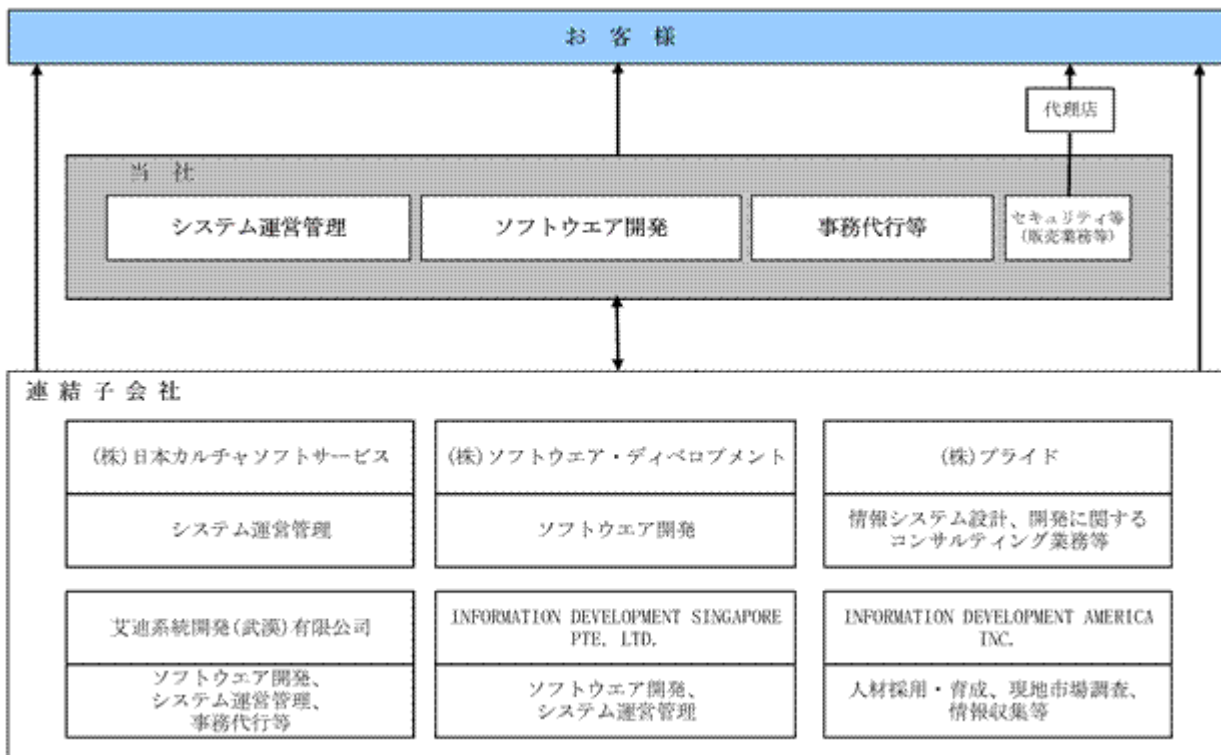 お客様
代理店
当社
システム運営管理
ソフトウエア開発
事務代行等
セキュリティ等
(販売業務等)
連結子会社
(株)日本カルチャソフトサービス
(株)ソフトウエア・ディベロプメント
(株)プライド
システム運営管理
ソフトウエア開発
情報システム設計、開発に関する
コンサルティング業務等
艾迪系統開発(武漢)有限公司
INFORMATION DEVELOPMENT SINGAPORE
PTE. LTD.
INFORMATION DEVELOPMENT AMERICA
INC.
ソフトウエア開発、
システム運営管理、
事務代行等
ソフトウエア開発、
システム運営管理
人材採用・育成、現地市場調査、
情報収集等